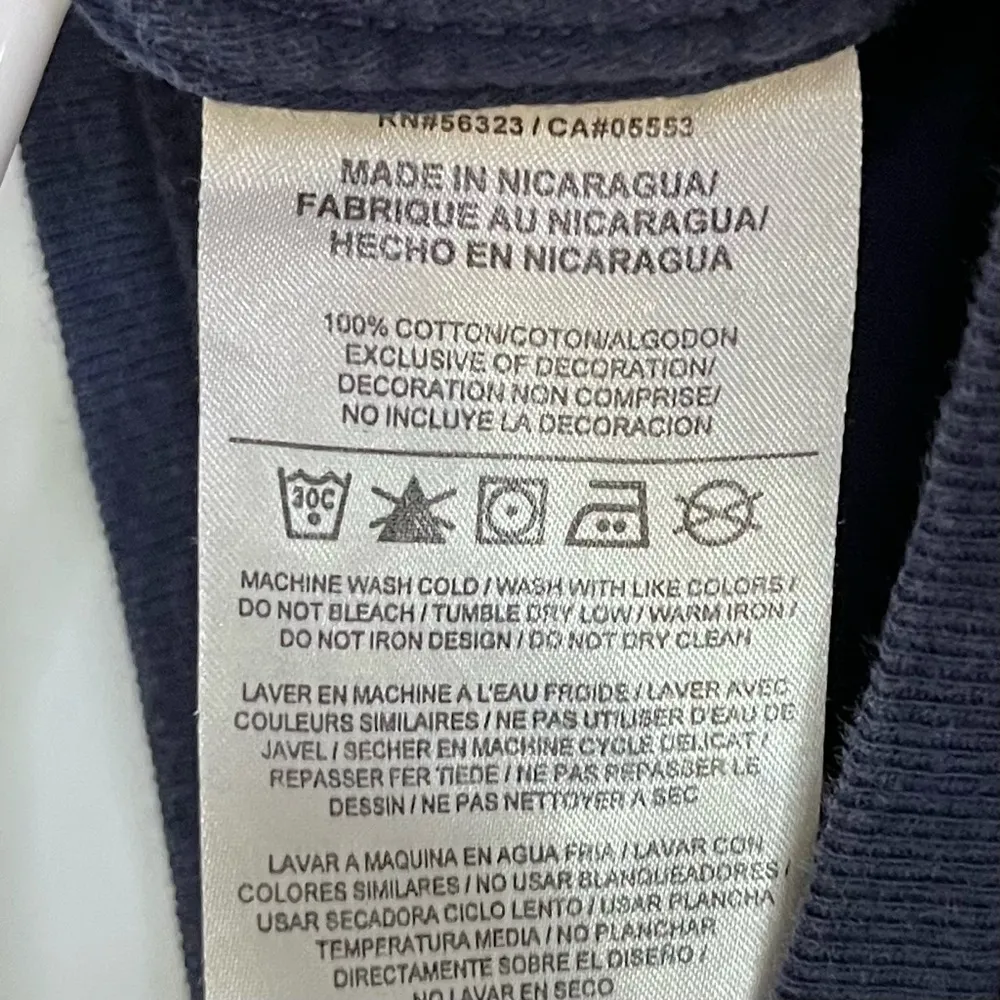 RN#56323 / CA#05553
MADE IN NICARAGUA/
FABRIQUE AU NICARAGUA/
HECHO EN NICARAGUA
100% COTTON/COTON/ALGODON
EXCLUSIVE OF DECORATION/
DECORATION NON COMPRISE/
NO INCLUYE LA DECORACION
30C
MACHINE WASH COLD / WASH WITH LIKE COLORS /
DO NOT BLEACH / TUMBLE DRY LOW / WARM IRON /
DO NOT IRON DESIGN / DO NOT DRY CLEAN
LAVER EN MACHINE A L'EAU FROIDE / LAVER AVEC
COULEURS SIMILAIRES / NE PAS UTILISER D'EAU DE
JAVEL / SECHER EN MACHINE CYCLE DELICAT /
REPASSER FER TIEDE / NE PAS REPASSER LE
DESSIN / NE PAS NETTOYER A SEC
LAVAR A MAQUINA EN AGUA FRIA / LAVAR CON
COLORES SIMILARES / NO USAR BLANQUEADORES /
USAR SECADORA CICLO LENTO / USAR PLANCHA
TEMPERATURA MEDIA / NO PLANCHAR
DIRECTAMENTE SOBRE EL DISEÑO /
NO LAVAR EN SECO